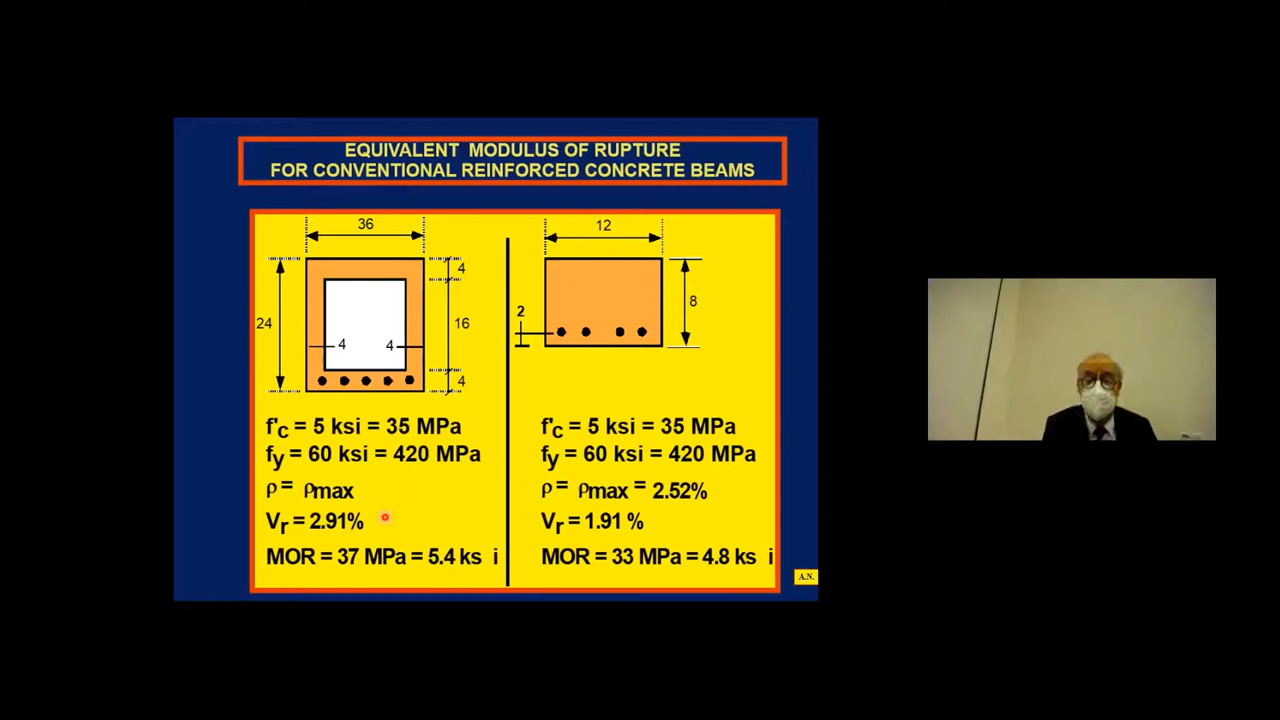 EQUIVALENT MODULUS OF RUPTURE
FOR CONVENTIONAL REINFORCED CONCRETE BEAMS
36
4
24
16
4
4
4
f'c = 5 ksi = 35 MPa
fy = 60 ksi = 420 MPa
ρ = ρmax
Vr = 2.91%
MOR = 37 MPa = 5.4 ks i
12
2
8
f'c = 5 ksi = 35 MPa
fy = 60 ksi = 420 MPa
ρ = ρmax = 2.52%
Vr = 1.91 %
MOR = 33 MPa = 4.8 ks i
A.N.